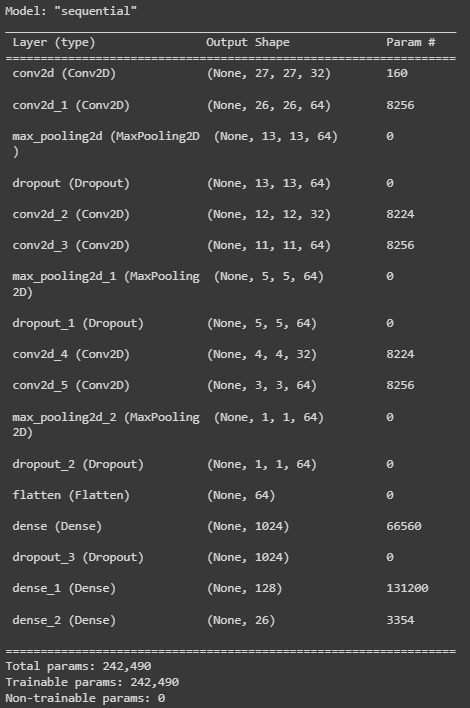 Model: "sequential"
_________________________________________________________________
Layer (type) Output Shape Param #
=================================================================
conv2d (Conv2D) (None, 27, 27, 32) 160
conv2d_1 (Conv2D) (None, 26, 26, 64) 8256
max_pooling2d (MaxPooling2D (None, 13, 13, 64) 0
)
dropout (Dropout) (None, 13, 13, 64) 0
conv2d_2 (Conv2D) (None, 12, 12, 32) 8224
conv2d_3 (Conv2D) (None, 11, 11, 64) 8256
max_pooling2d_1 (MaxPooling (None, 5, 5, 64) 0
2D)
dropout_1 (Dropout) (None, 5, 5, 64) 0
conv2d_4 (Conv2D) (None, 4, 4, 32) 8224
conv2d_5 (Conv2D) (None, 3, 3, 64) 8256
max_pooling2d_2 (MaxPooling (None, 1, 1, 64) 0
2D)
dropout_2 (Dropout) (None, 1, 1, 64) 0
flatten (Flatten) (None, 64) 0
dense (Dense) (None, 1024) 66560
dropout_3 (Dropout) (None, 1024) 0
dense_1 (Dense) (None, 128) 131200
dense_2 (Dense) (None, 26) 3354
=================================================================
Total params: 242,490
Trainable params: 242,490
Non-trainable params: 0